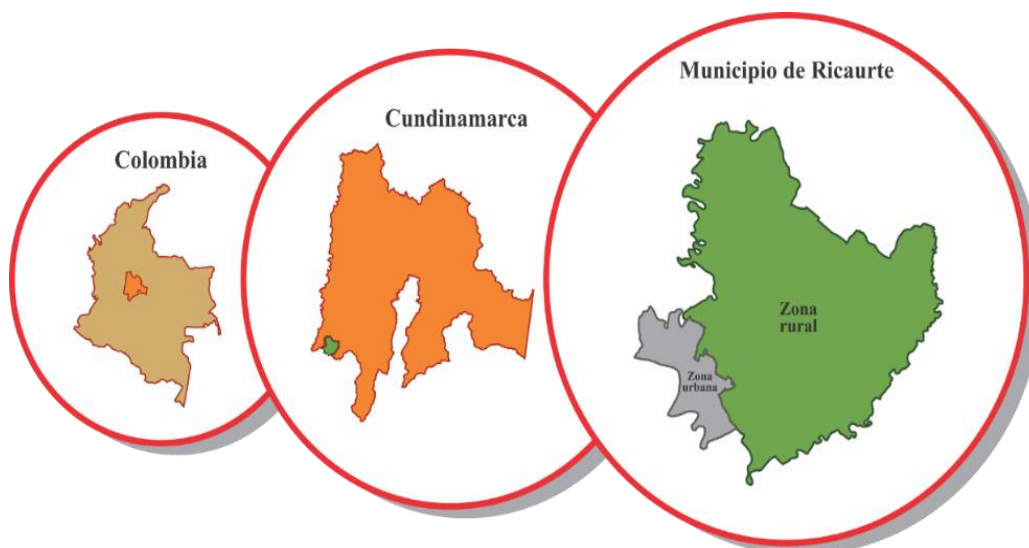 Colombia
Cundinamarca
Municipio de Ricaurte
Zona
rural
Zona
urbana